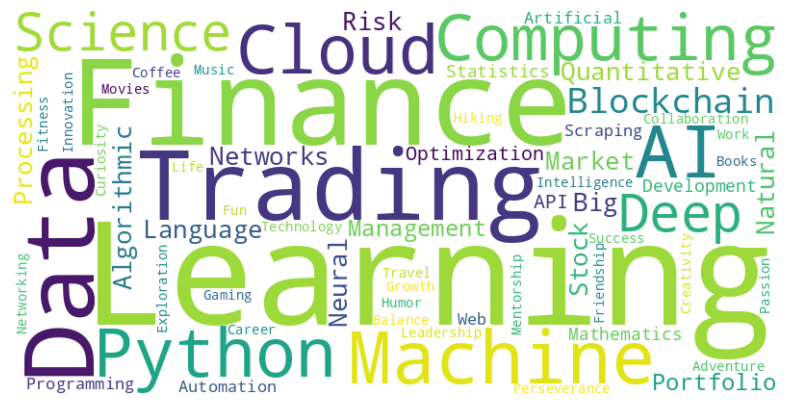 Science
Cloud
Risk
Artificial
Computing
Processing
Fitness
Innovation
Coffee
Music
Movies
Finance
Statistics
Quantitative
Blockchain
Hiking
Collaboration
Scraping
Work
Curiosity
Algorithmic
Networks
Life
Trading
Optimization
Market
AI
Books
Natural
Data
Intelligence
Development
API
Big
Deep
Fun
Language
Technology
Management
Stock
Success
Friendship
Learning
Networking
Exploration
Gaming
Neural
Travel
Growth
Humor
Balance
Leadership
Web
Mentorship
Creativity
Passion
Career
Mathematics
Python
Machine
Programming
Automation
Perseverance
Adventure
Portfolio